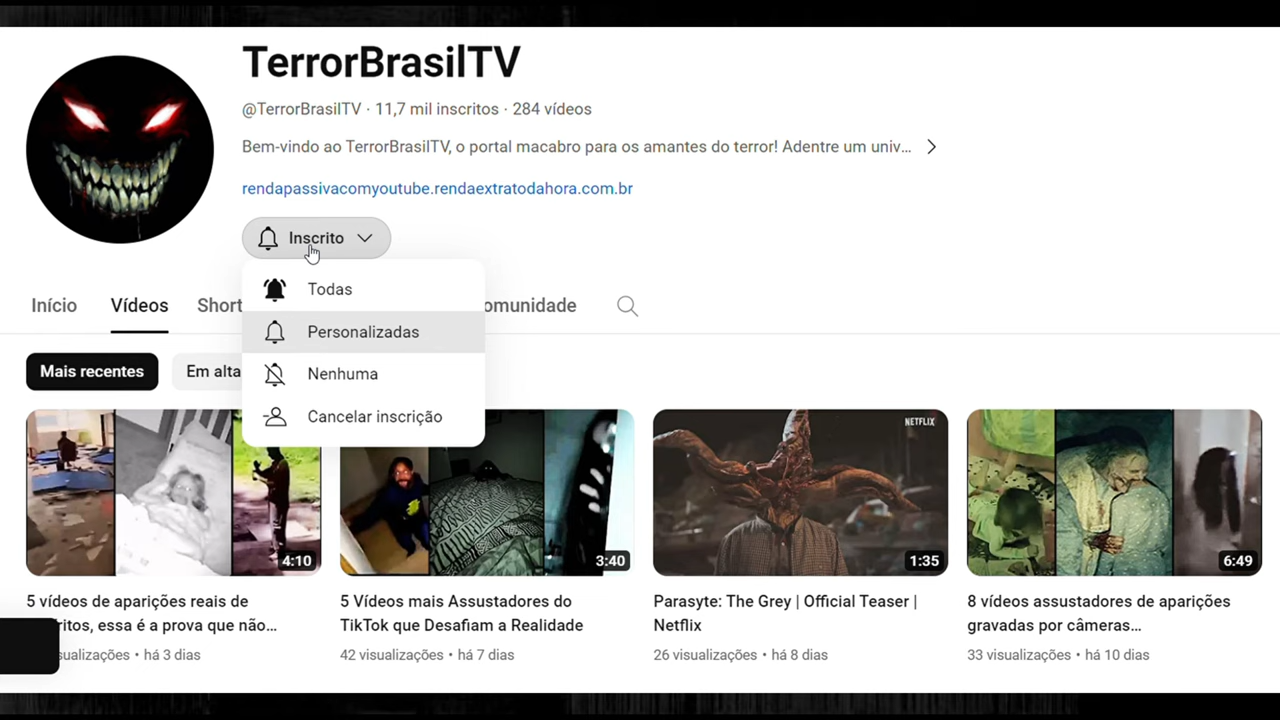 TerrorBrasilTV
@TerrorBrasilTV · 11,7 mil inscritos · 284 vídeos
Bem-vindo ao TerrorBrasilTV, o portal macabro para os amantes do terror! Adentre um univ...
rendapassivacomyoutube.rendaextratodahora.com.br
Inscrito
Todas
Personalizadas
Nenhuma
Cancelar inscrição
Início Vídeos Short omunidade
Mais recentes Em alta
NETFLIX
4:10 3:40 1:35 6:49
5 vídeos de aparições reais de
ritos, essa é a prova que não...
sualizações • há 3 dias
5 Vídeos mais Assustadores do
TikTok que Desafiam a Realidade
42 visualizações • há 7 dias
Parasyte: The Grey | Official Teaser |
Netflix
26 visualizações • há 8 dias
8 vídeos assustadores de aparições
gravadas por câmeras...
33 visualizações • há 10 dias